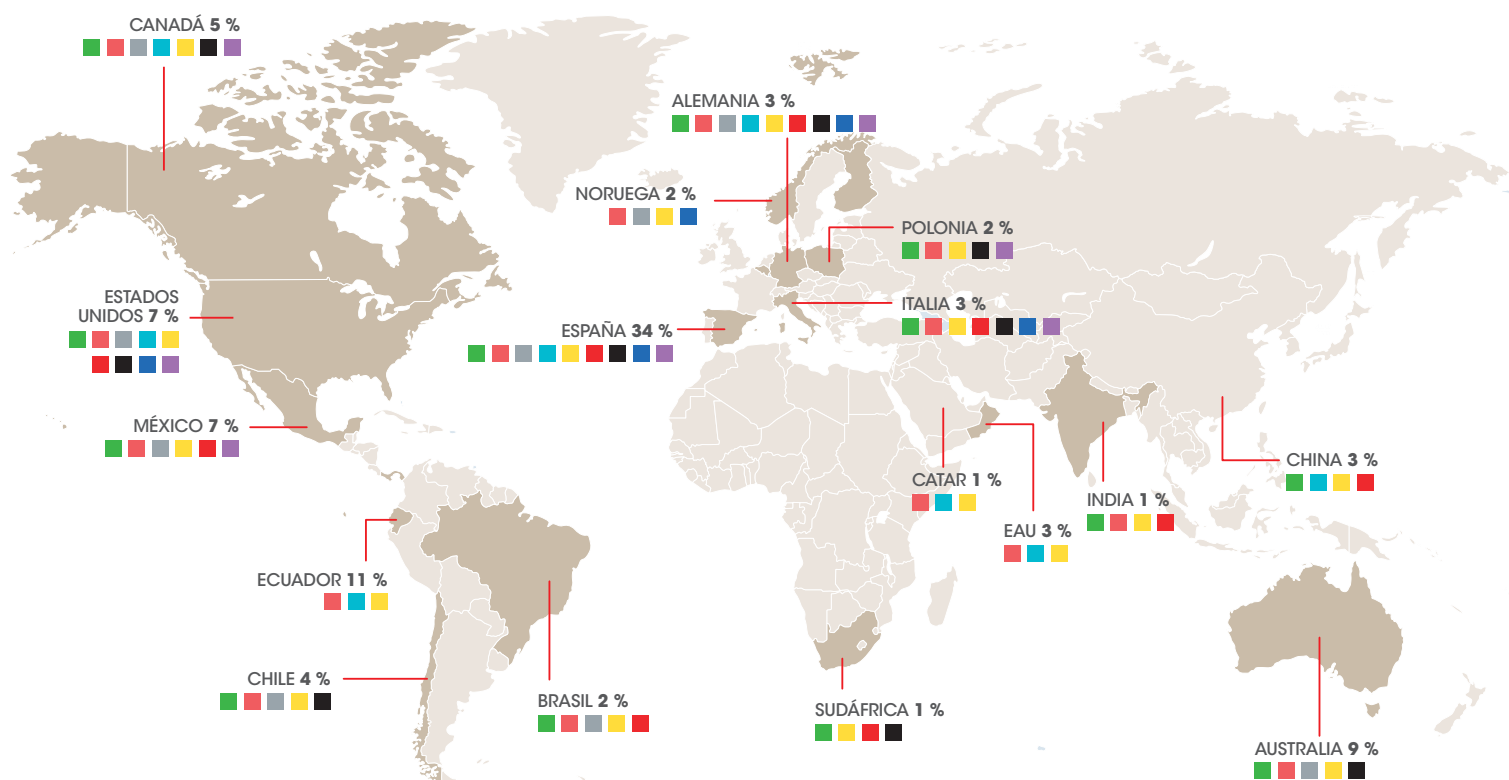 CANADÁ 5 %
ALEMANIA 3 %
NORUEGA 2 %
POLONIA 2 %
ESTADOS
UNIDOS 7 %
ITALIA 3 %
ESPAÑA 34 %
MÉXICO 7 %
CHINA 3 %
CATAR 1 %
INDIA 1 %
EAU 3 %
ECUADOR 11 %
CHILE 4 %
BRASIL 2 %
SUDÁFRICA 1 %
AUSTRALIA 9 %